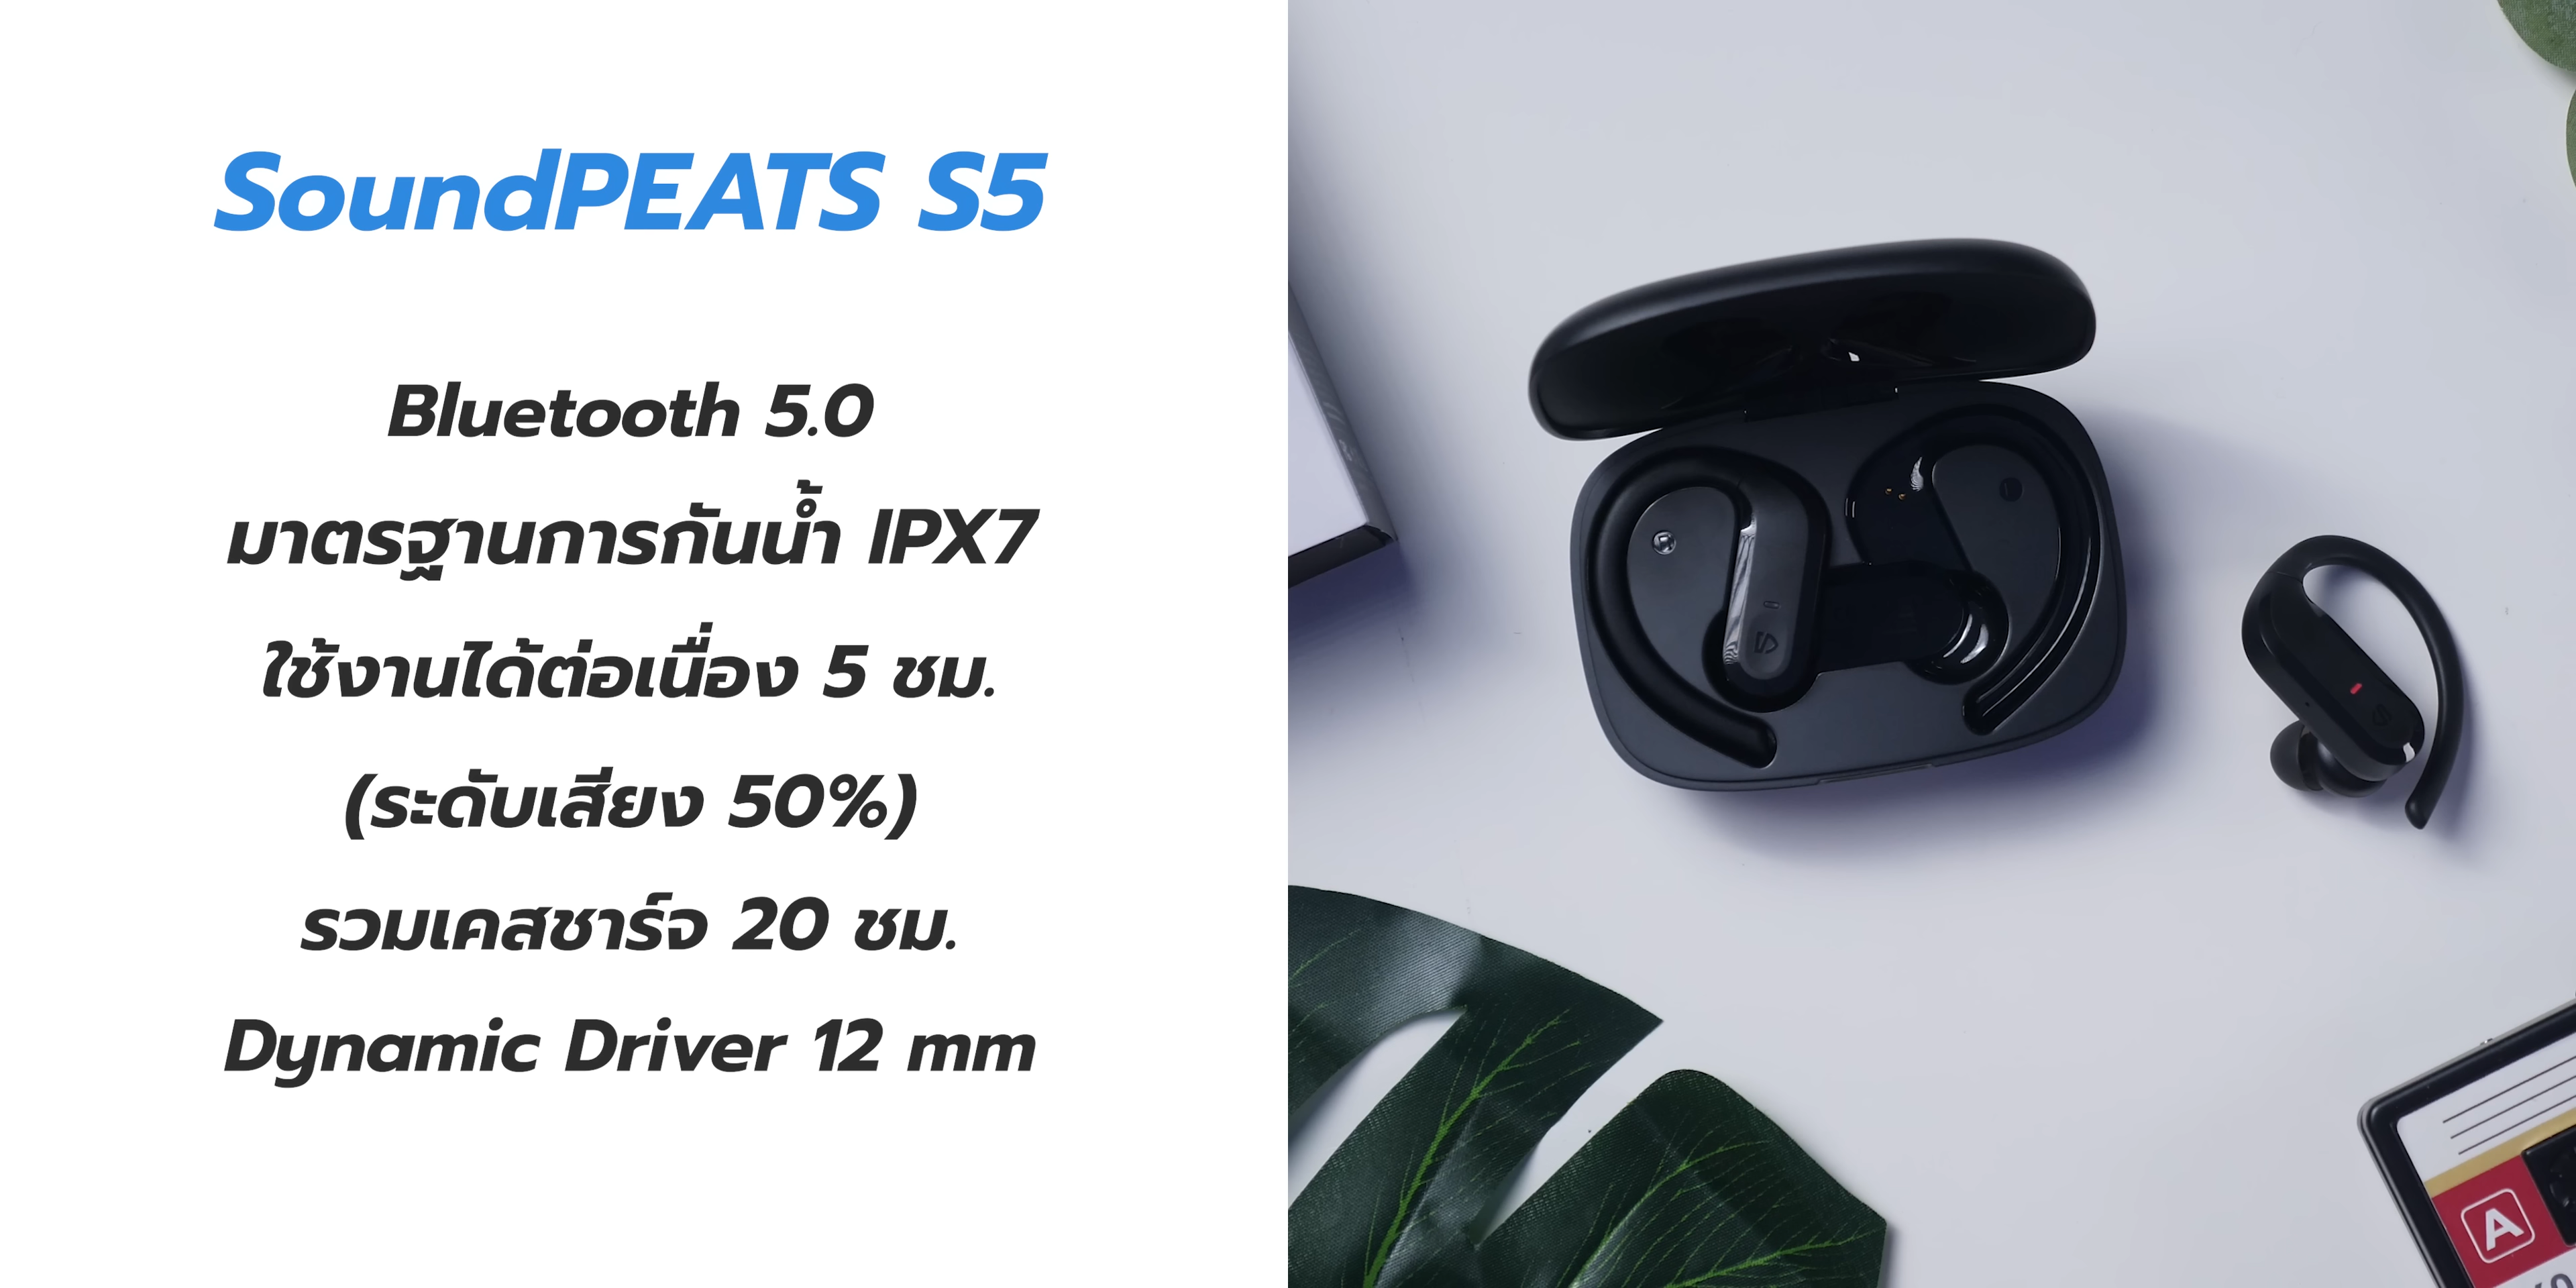 SoundPEATS S5
Bluetooth 5.0
มาตรฐานการกันน้ำ IPX7
ใช้งานได้ต่อเนื่อง 5 ชม.
(ระดับเสียง 50%)
รวมเคสชาร์จ 20 ชม.
Dynamic Driver 12 mm
L
A